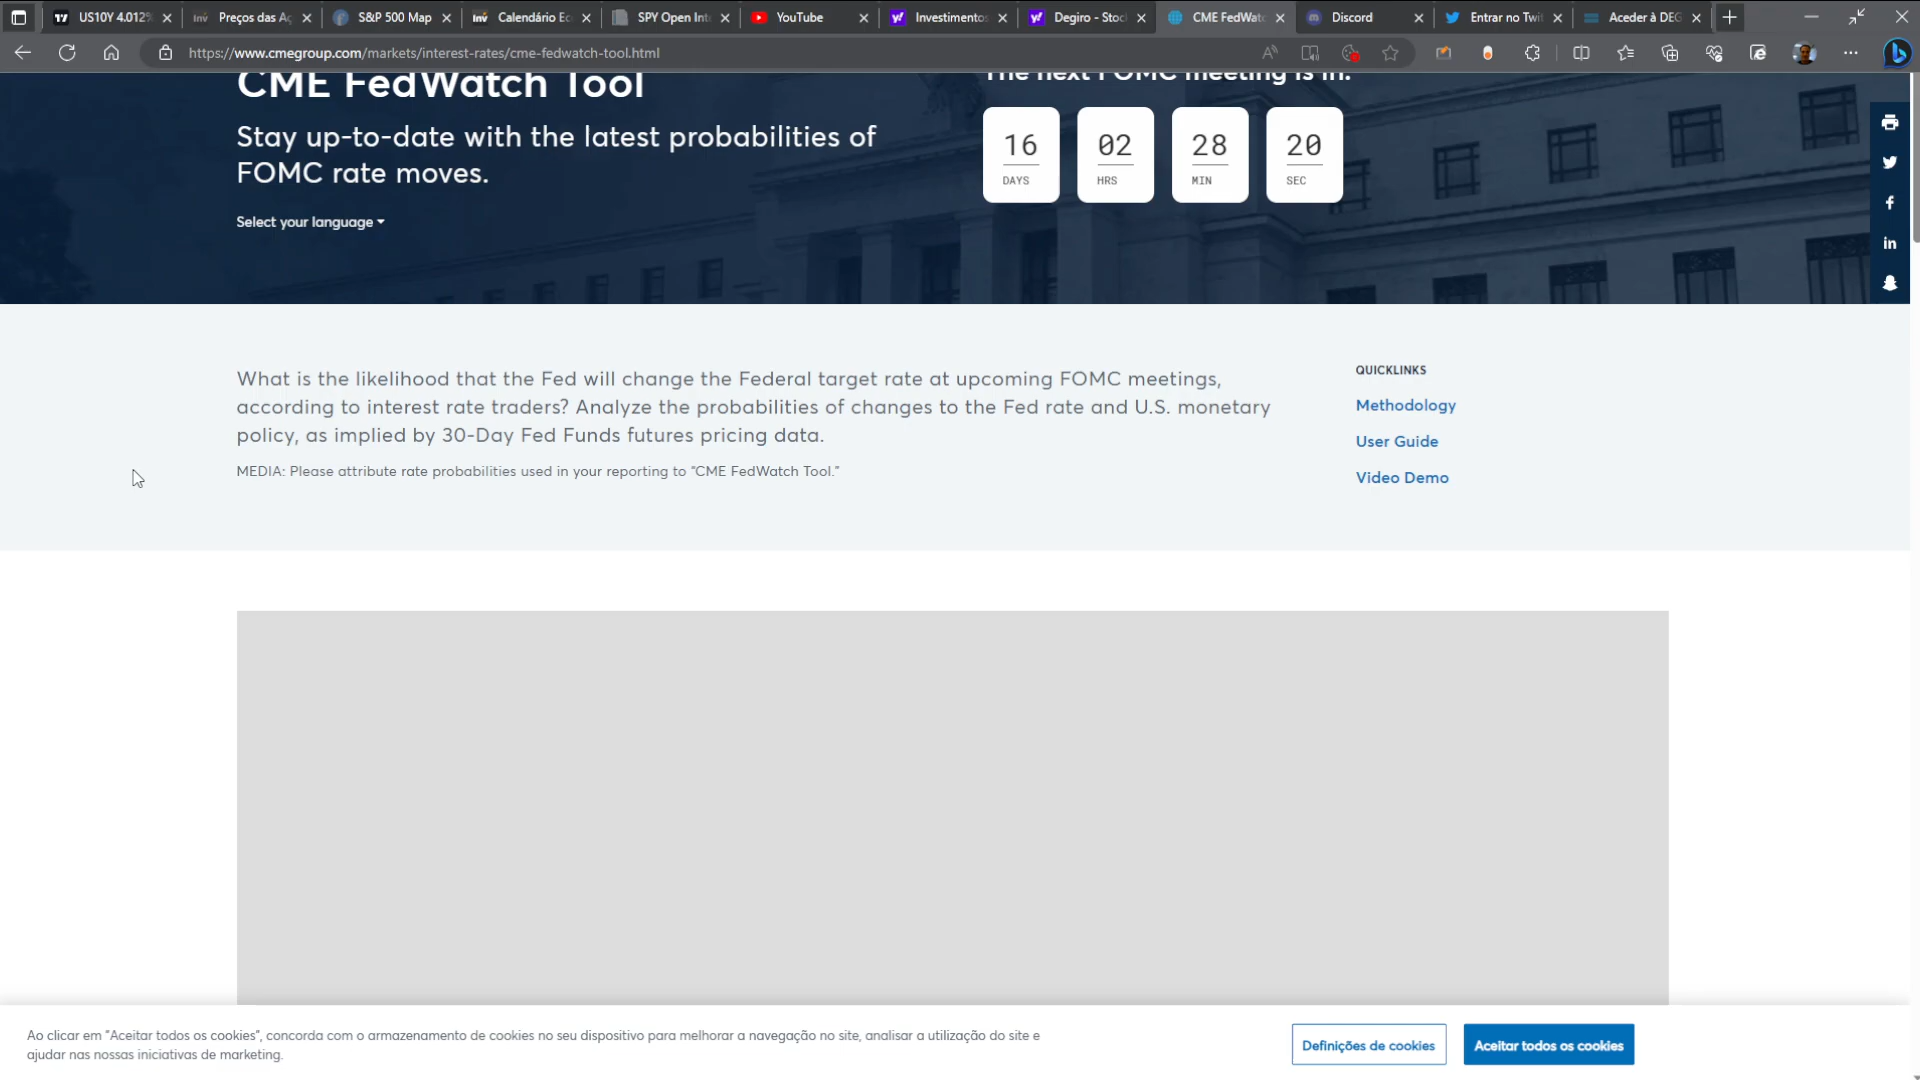 US10Y 4.012%
Preços das Aç
S&P 500 Map
Calendário Ec
SPY Open Int
YouTube
Investimentos
Degiro - Stoc
CME FedWatc
Discord
Entrar no Twit
Aceder à DEG
https://www.cmegroup.com/markets/interest-rates/cme-fedwatch-tool.html
CME FedWatch Tool
Stay up-to-date with the latest probabilities of
FOMC rate moves.
Select your language
The next FOMC meeting is in:
16
DAYS
02
HRS
28
MIN
20
SEC
What is the likelihood that the Fed will change the Federal target rate at upcoming FOMC meetings,
according to interest rate traders? Analyze the probabilities of changes to the Fed rate and U.S. monetary
policy, as implied by 30-Day Fed Funds futures pricing data.
MEDIA: Please attribute rate probabilities used in your reporting to “CME FedWatch Tool.”
QUICKLINKS
Methodology
User Guide
Video Demo
Ao clicar em "Aceitar todos os cookies", concorda com o armazenamento de cookies no seu dispositivo para melhorar a navegação no site, analisar a utilização do site e
ajudar nas nossas iniciativas de marketing.
Definições de cookies
Aceitar todos os cookies